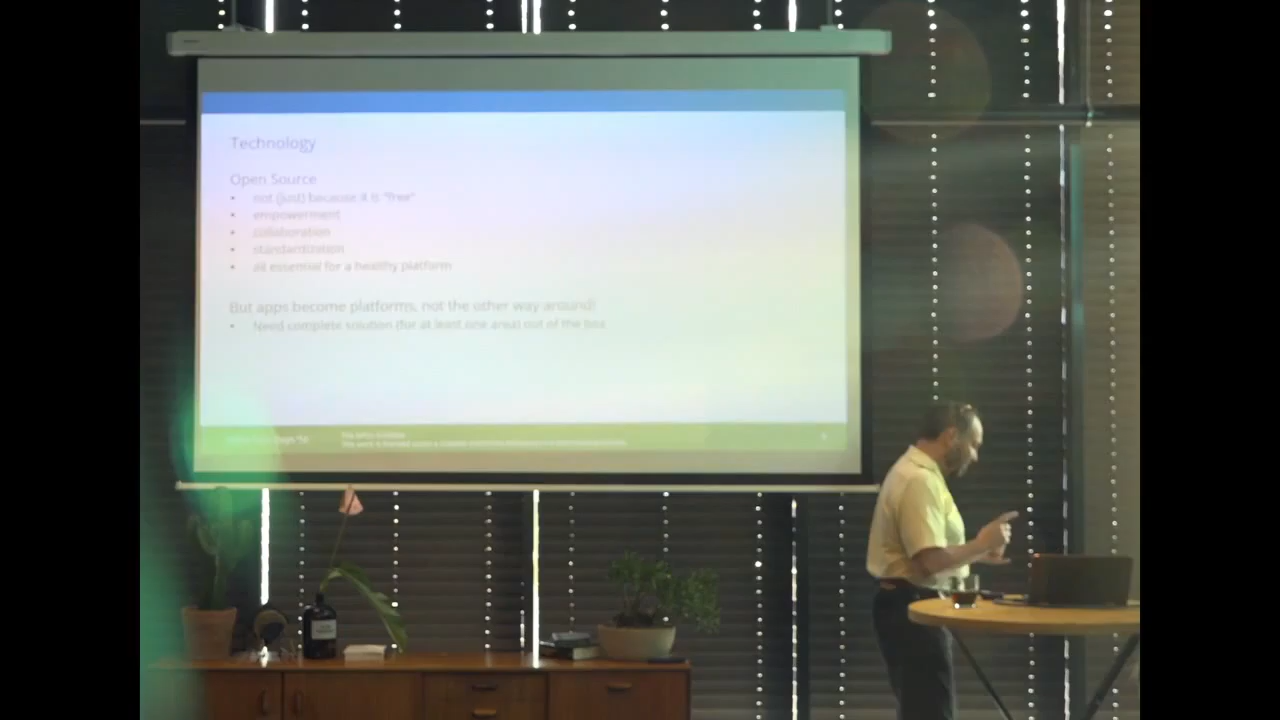 Technology
Open Source
• not (just) because it is "free"
• empowerment
• collaboration
• standardization
• all essential for a healthy platform
But apps become platforms, not the other way around!
• Need complete solution (for at least one area) out of the box